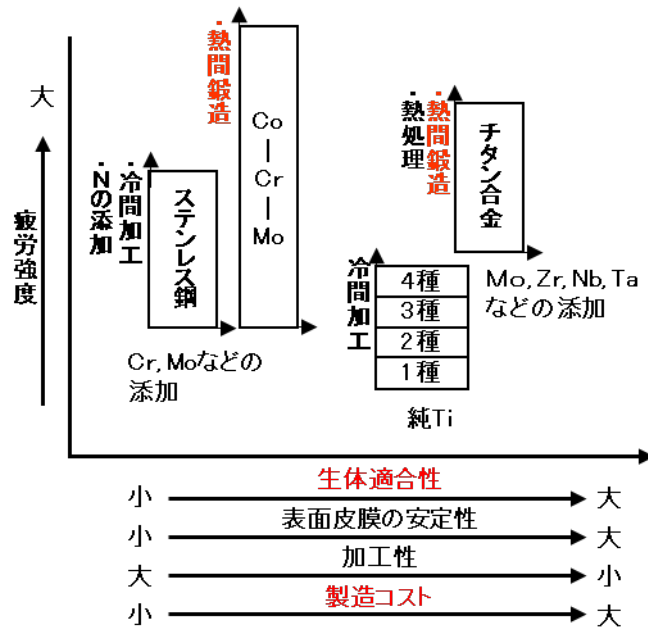 大
疲労強度
・Nの添加
・冷間加工
ステンレス鋼
Cr, Moなどの
添加
・熱間鍛造
Co
|
Cr
|
Mo
冷間加工
4種
3種
2種
1種
純Ti
・熱処理
・熱間鍛造
チタン合金
Mo, Zr, Nb, Ta
などの添加
小 生体適合性 大
小 表面皮膜の安定性 大
大 加工性 小
小 製造コスト 大